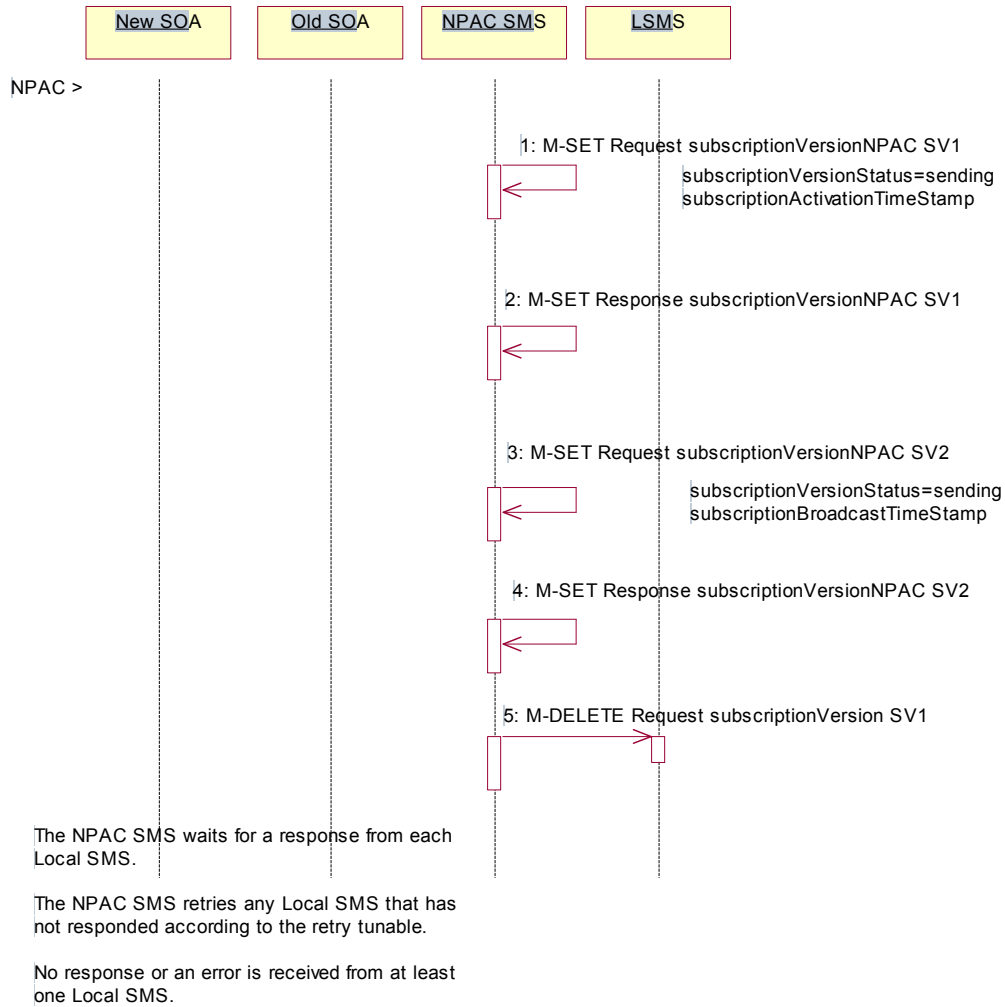 New SOA
Old SOA
NPAC SMS
LSMS
NPAC >
1: M-SET Request subscriptionVersionNPAC SV1
subscriptionVersionStatus=sending
subscriptionActivationTimeStamp
2: M-SET Response subscriptionVersionNPAC SV1
3: M-SET Request subscriptionVersionNPAC SV2
subscriptionVersionStatus=sending
subscriptionBroadcastTimeStamp
4: M-SET Response subscriptionVersionNPAC SV2
5: M-DELETE Request subscriptionVersion SV1
The NPAC SMS waits for a response from each
Local SMS.
The NPAC SMS retries any Local SMS that has
not responded according to the retry tunable.
No response or an error is received from at least
one Local SMS.